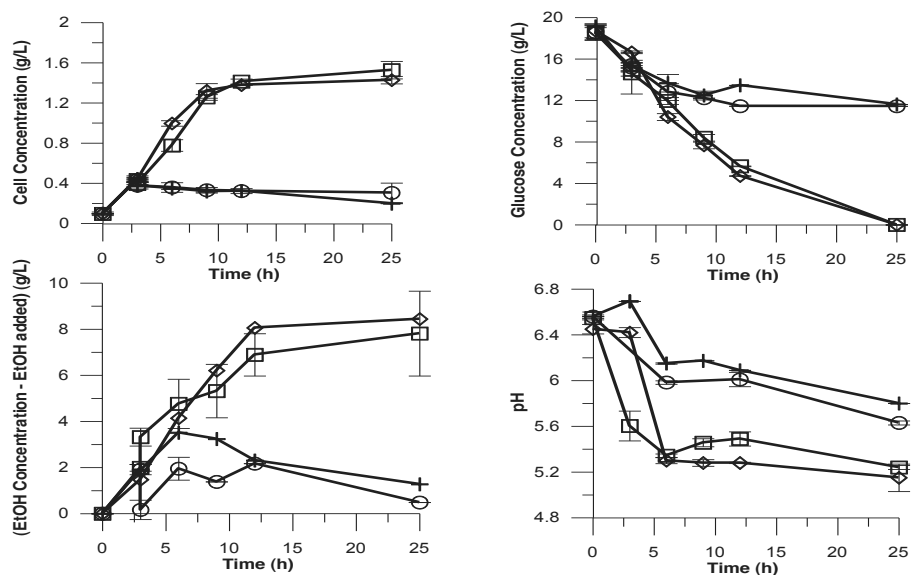 2
1.6
1.2
0.8
0.4
0
Cell Concentration (g/L)
0 5 10 15 20 25
Time (h)
20
16
12
8
4
0
Glucose Concentration (g/L)
0 5 10 15 20 25
Time (h)
10
8
6
4
2
0
(EtOH Concentration - EtOH added) (g/L)
0 5 10 15 20 25
Time (h)
6.8
6.4
6
5.6
5.2
4.8
pH
0 5 10 15 20 25
Time (h)